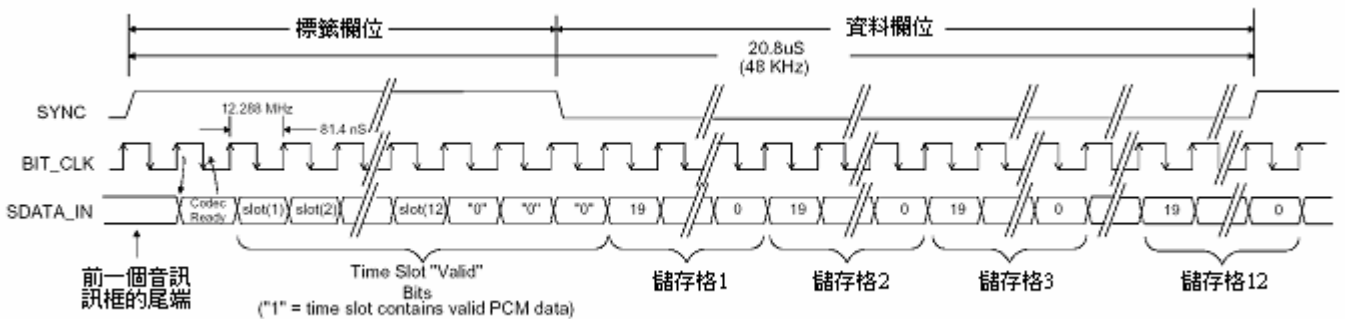 標籤欄位
資料欄位
20.8uS
(48 KHz)
SYNC
12.288 MHz
81.4 nS
BIT_CLK
SDATA_IN
Codec
Ready
slot(1)
slot(2)
slot(12)
"0"
"0"
"0"
19
0
19
0
19
0
19
0
前一個音訊
訊框的尾端
Time Slot "Valid"
Bits
("1" = time slot contains valid PCM data)
儲存格1
儲存格2
儲存格3
儲存格12